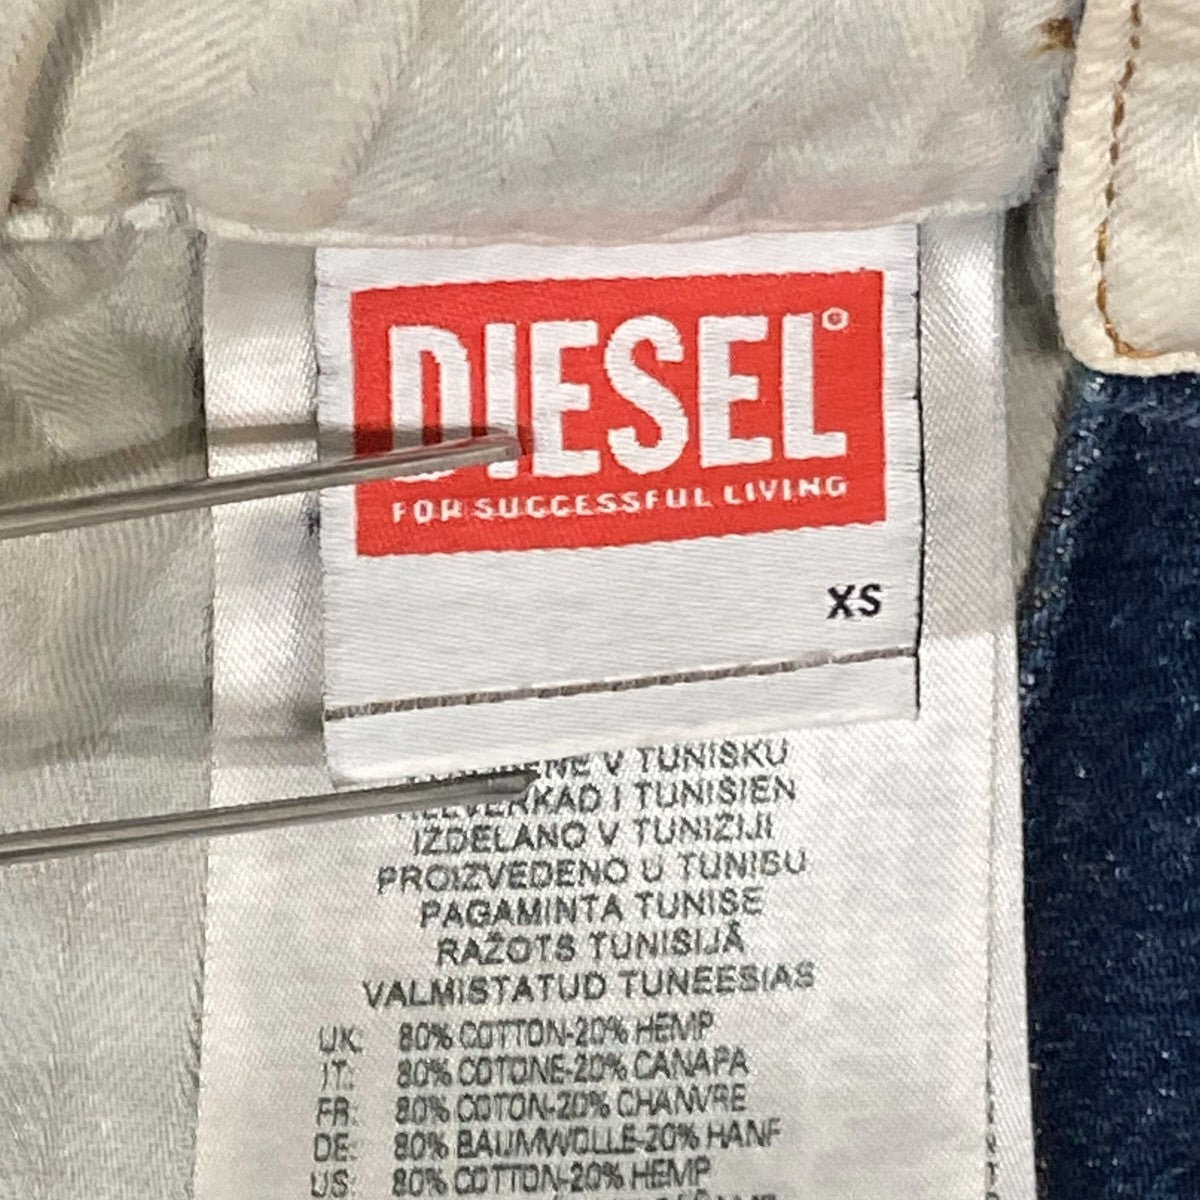 DIESEL
FOR SUCCESSFUL LIVING
XS
V TUNISKU
I TUNISIEN
IZDELANO V TUNIZIJI
PROIZVEDENO U TUNISU
PAGAMINTA TUNISE
RAŽOTS TUNISIJĀ
VALMISTATUD TUNEESIAS
UK: 80% COTTON-20% HEMP
IT: 80% COTONE-20% CANAPA
FR: 80% COTON-20% CHANVRE
DE: 80% BAUMWOLLE-20% HANF
US: 80% COTTON-20% HEMP